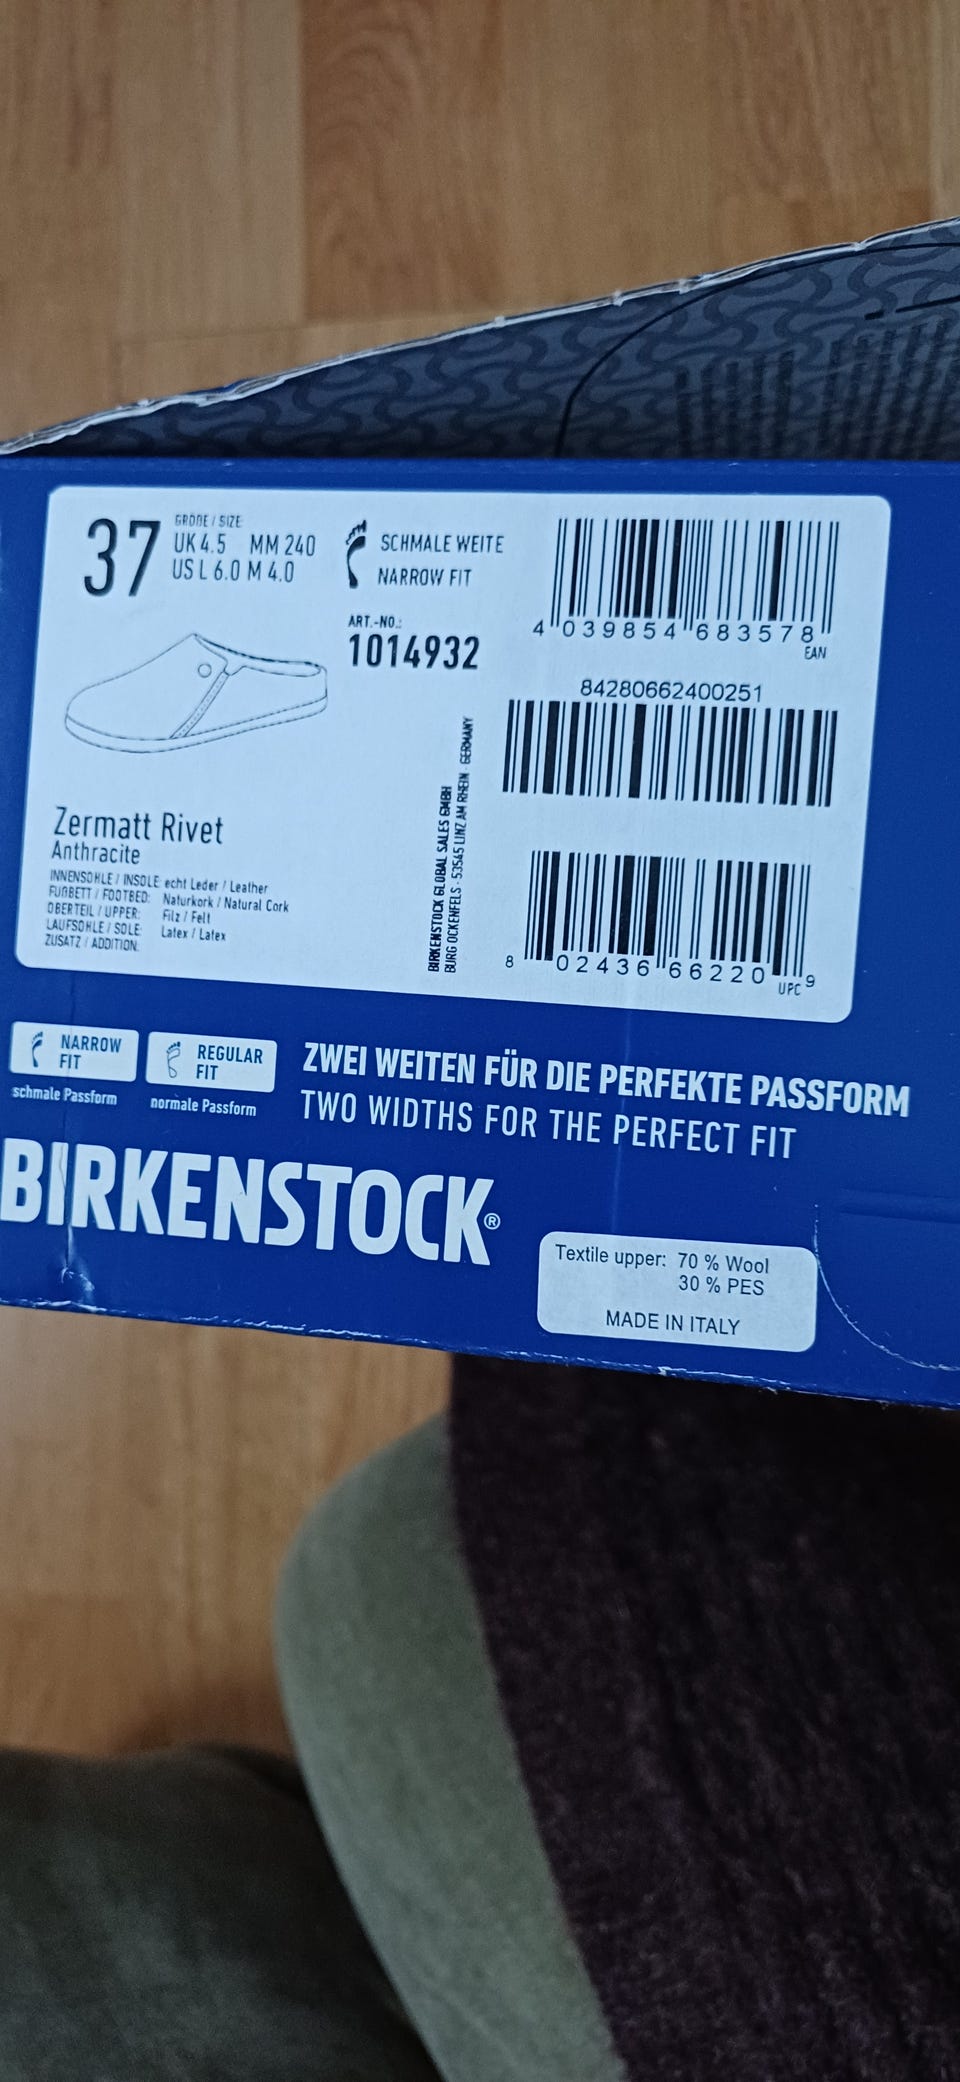 37
GRÖßE / SIZE
UK 4.5 MM 240
US L 6.0 M 4.0
SCHMALE WEITE
NARROW FIT
ART.-NO.:
1014932
4 039854 683578
EAN
84280662400251
8 02436 66220 9
UPC
Zermatt Rivet
Anthracite
INNENSOHLE / INSOLE: echt Leder / Leather
FUßBETT / FOOTBED: Naturkork / Natural Cork
OBERTEIL / UPPER: Filz / Felt
LAUFSOHLE / SOLE: Latex / Latex
ZUSATZ / ADDITION:
BIRKENSTOCK GLOBAL SALES GMBH
BURG OCKENFELS · 53545 LINZ AM RHEIN · GERMANY
NARROW
FIT
schmale Passform
REGULAR
FIT
normale Passform
ZWEI WEITEN FÜR DIE PERFEKTE PASSFORM
TWO WIDTHS FOR THE PERFECT FIT
BIRKENSTOCK®
Textile upper: 70 % Wool
30 % PES
MADE IN ITALY